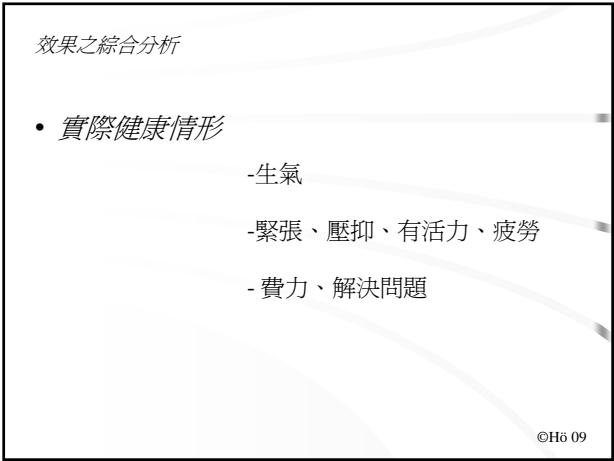 效果之綜合分析
• 實際健康情形
-生氣
-緊張、壓抑、有活力、疲勞
- 費力、解決問題
©Hö 09